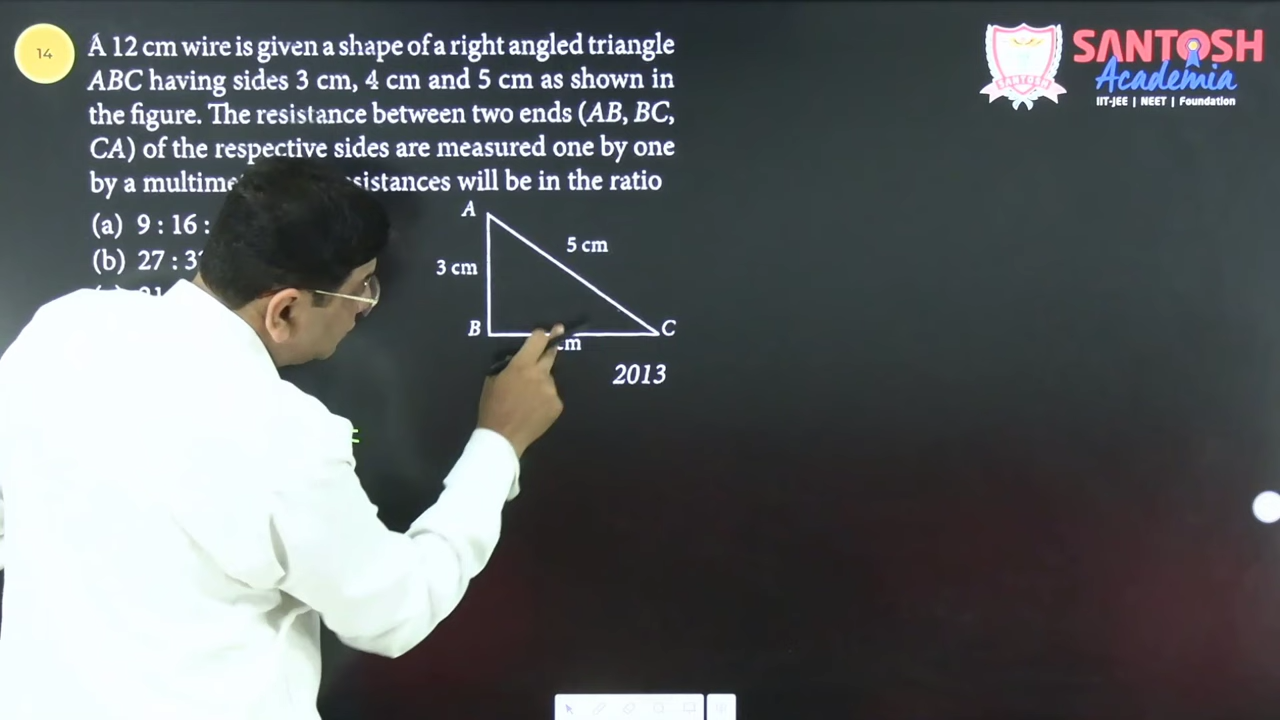 14
A 12 cm wire is given a shape of a right angled triangle
ABC having sides 3 cm, 4 cm and 5 cm as shown in
the figure. The resistance between two ends (AB, BC,
CA) of the respective sides are measured one by one
by a will be in the ratio
(a) 9 : 16 :
(b) 27 :
A
5 cm
3 cm
B
C
cm
2013
SANTOSH
Academia
IIT-JEE | NEET | Foundation
SANTOSH